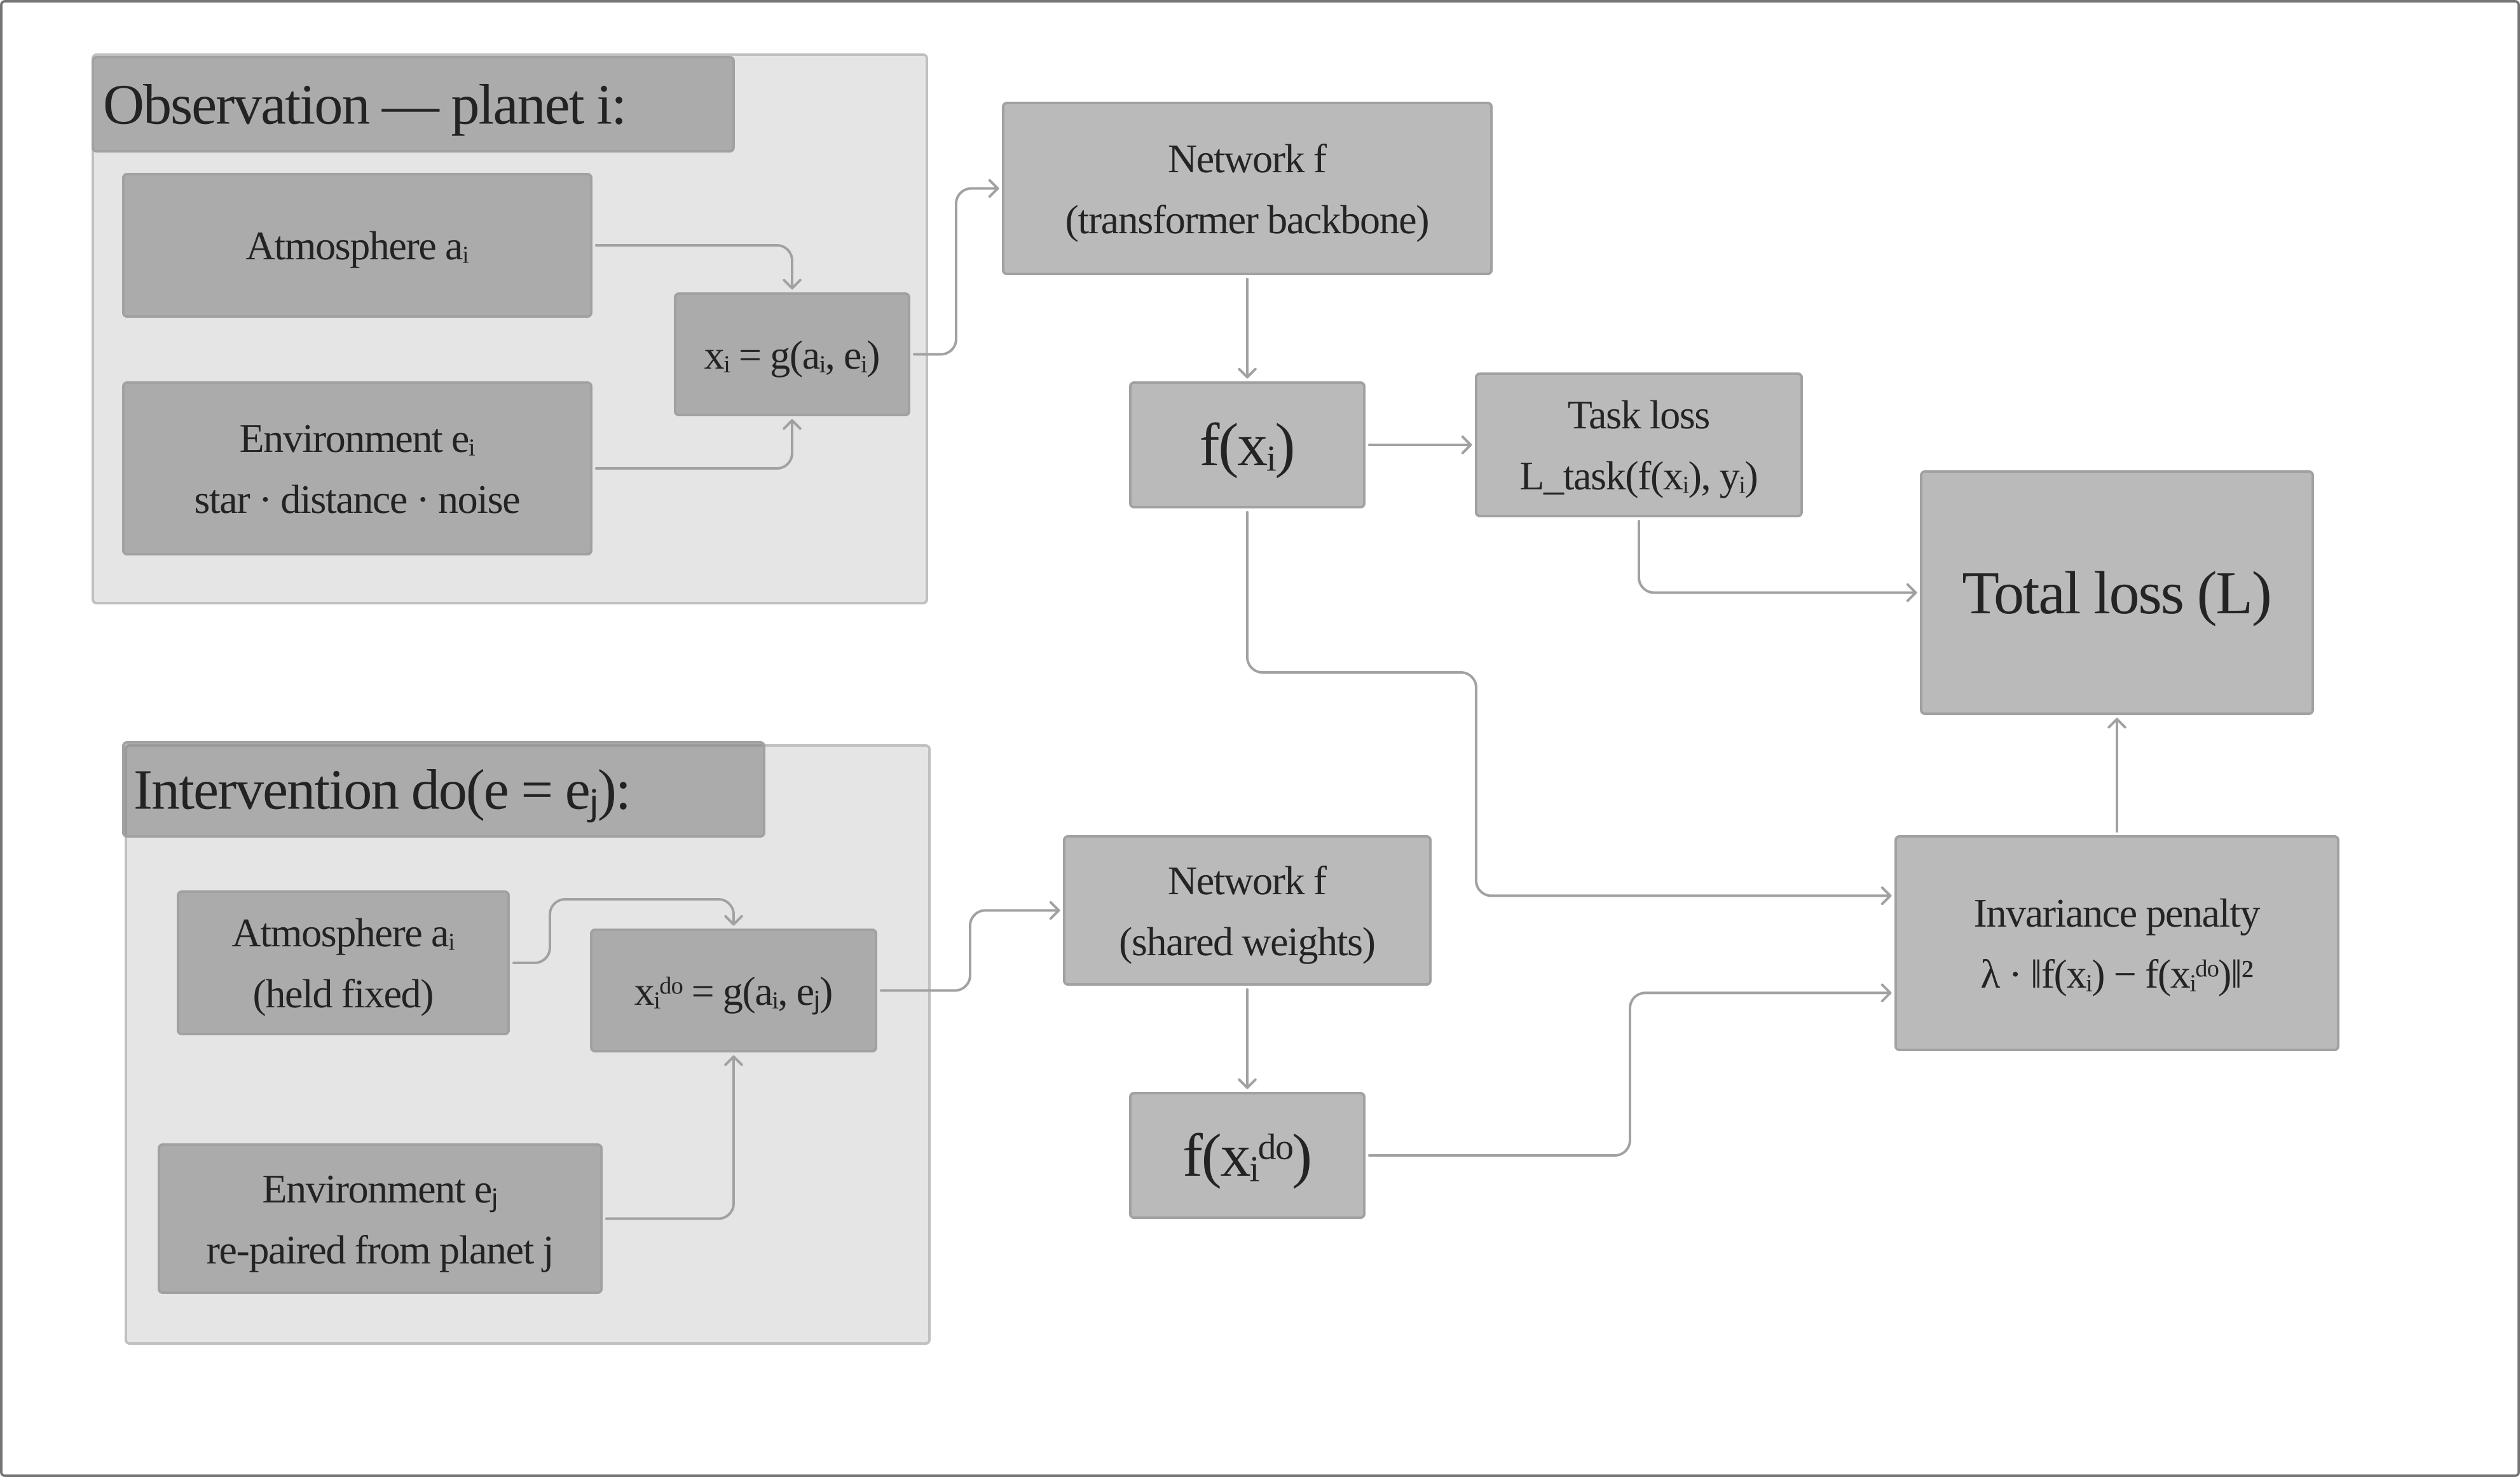 Observation — planet i:
Atmosphere aᵢ
Environment eᵢ
star · distance · noise
xᵢ = g(aᵢ, eᵢ)
Network f
(transformer backbone)
f(xᵢ)
Task loss
L_task(f(xᵢ), yᵢ)
Total loss (L)
Intervention do(e = eⱼ):
Atmosphere aᵢ
(held fixed)
Environment eⱼ
re-paired from planet j
xᵢᵈᵒ = g(aᵢ, eⱼ)
Network f
(shared weights)
f(xᵢᵈᵒ)
Invariance penalty
λ · ‖f(xᵢ) − f(xᵢᵈᵒ)‖²